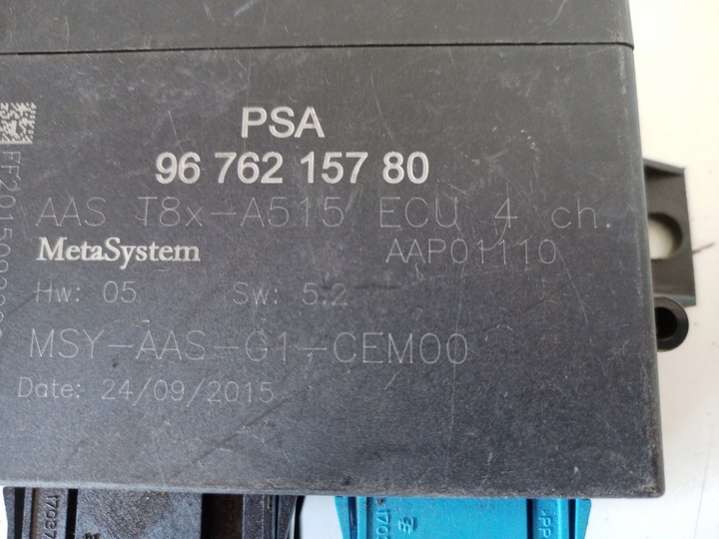 PSA
96 762 157 80
AAS T8x-A515 ECU 4 ch.
MetaSystem AAP01110
Hw: 05 Sw: 5.2
MSY-AAS-G1-CEM00
Date: 24/09/2015